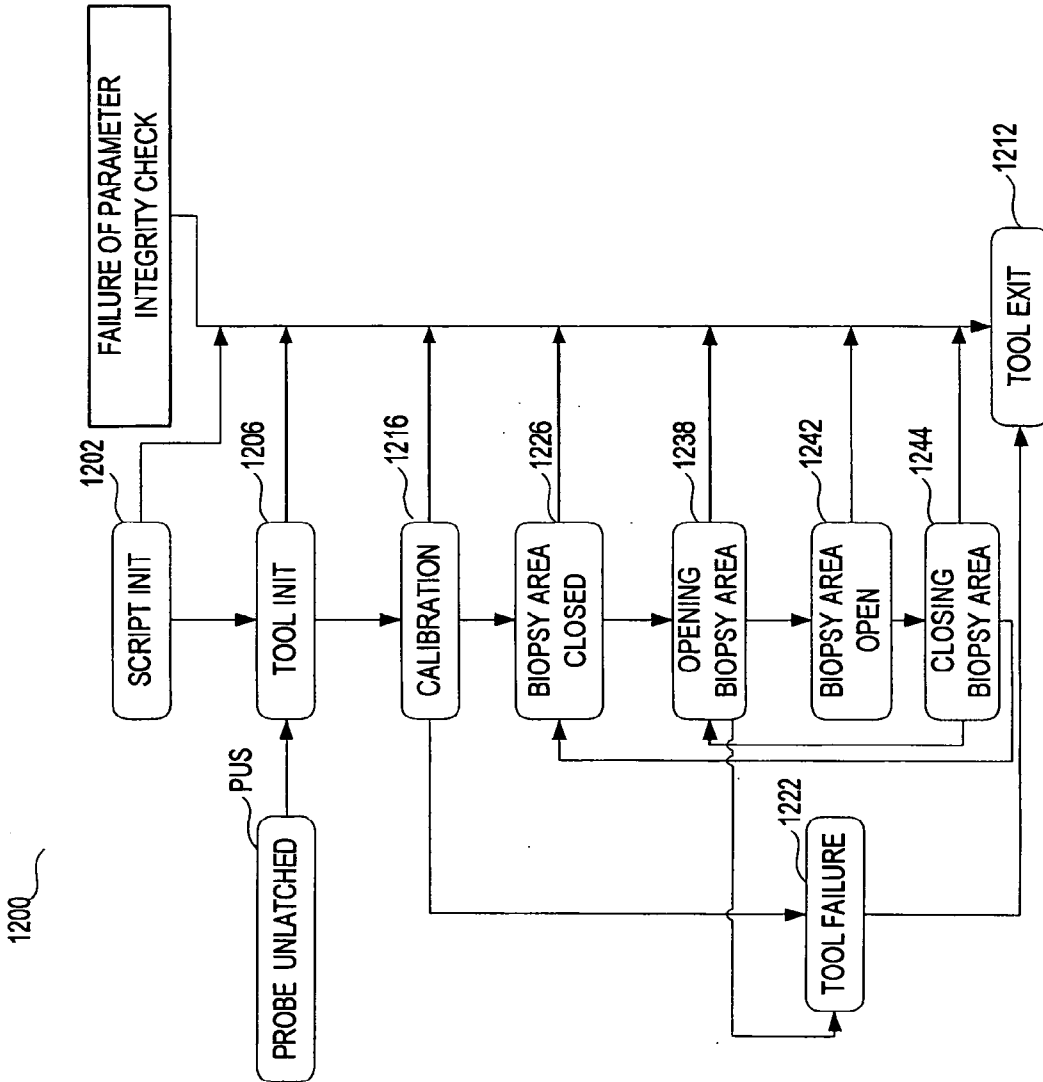 1200
FAILURE OF PARAMETER
INTEGRITY CHECK
1202
SCRIPT INIT
PUS
PROBE UNLATCHED
1206
TOOL INIT
1216
CALIBRATION
1226
BIOPSY AREA
CLOSED
1238
OPENING
BIOPSY AREA
1242
BIOPSY AREA
OPEN
1244
CLOSING
BIOPSY AREA
1222
TOOL FAILURE
1212
TOOL EXIT